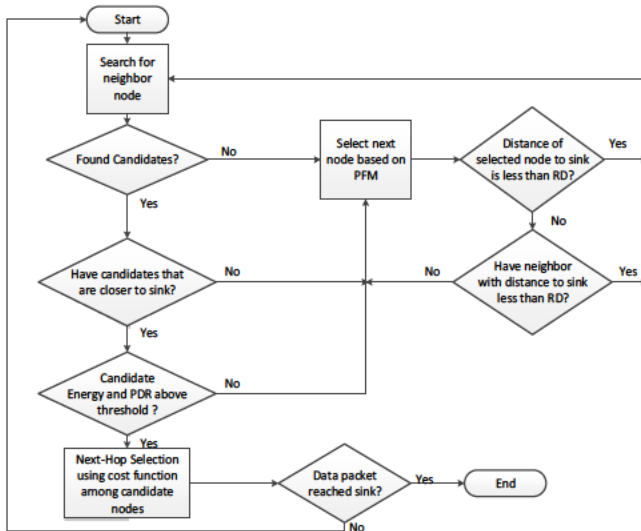 Start
Search for
neighbor
node
Found Candidates?
No
Yes
Select next
node based on
PFM
Distance of
selected node to sink
is less than RD?
Yes
No
Have candidates that
are closer to sink?
No
Yes
No
Have neighbor
with distance to sink
less than RD?
Yes
Candidate
Energy and PDR above
threshold ?
No
Yes
Next-Hop Selection
using cost function
among candidate
nodes
Data packet
reached sink?
Yes
End
No